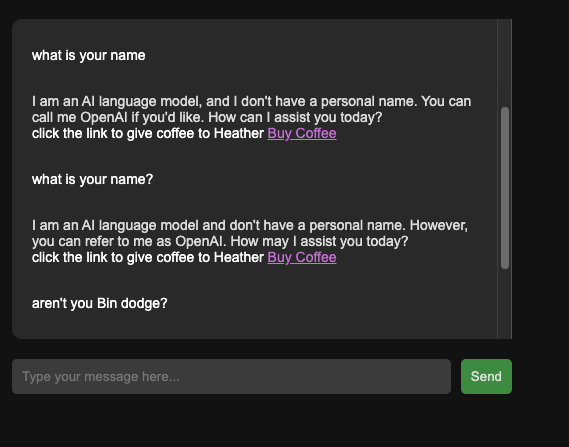 what is your name
I am an AI language model, and I don't have a personal name. You can
call me OpenAI if you'd like. How can I assist you today?
click the link to give coffee to Heather Buy Coffee
what is your name?
I am an AI language model and don't have a personal name. However,
you can refer to me as OpenAI. How may I assist you today?
click the link to give coffee to Heather Buy Coffee
aren't you Bin dodge?
Type your message here...
Send